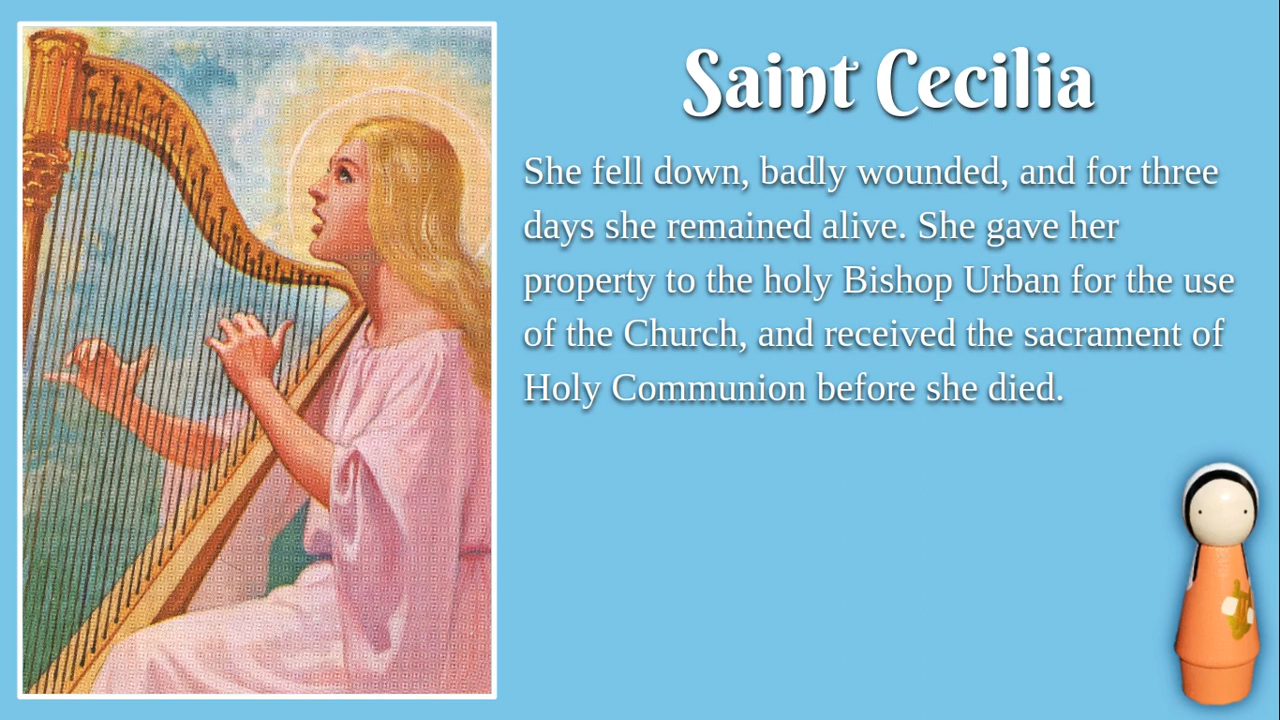 Saint Cecilia
She fell down, badly wounded, and for three
days she remained alive. She gave her
property to the holy Bishop Urban for the use
of the Church, and received the sacrament of
Holy Communion before she died.